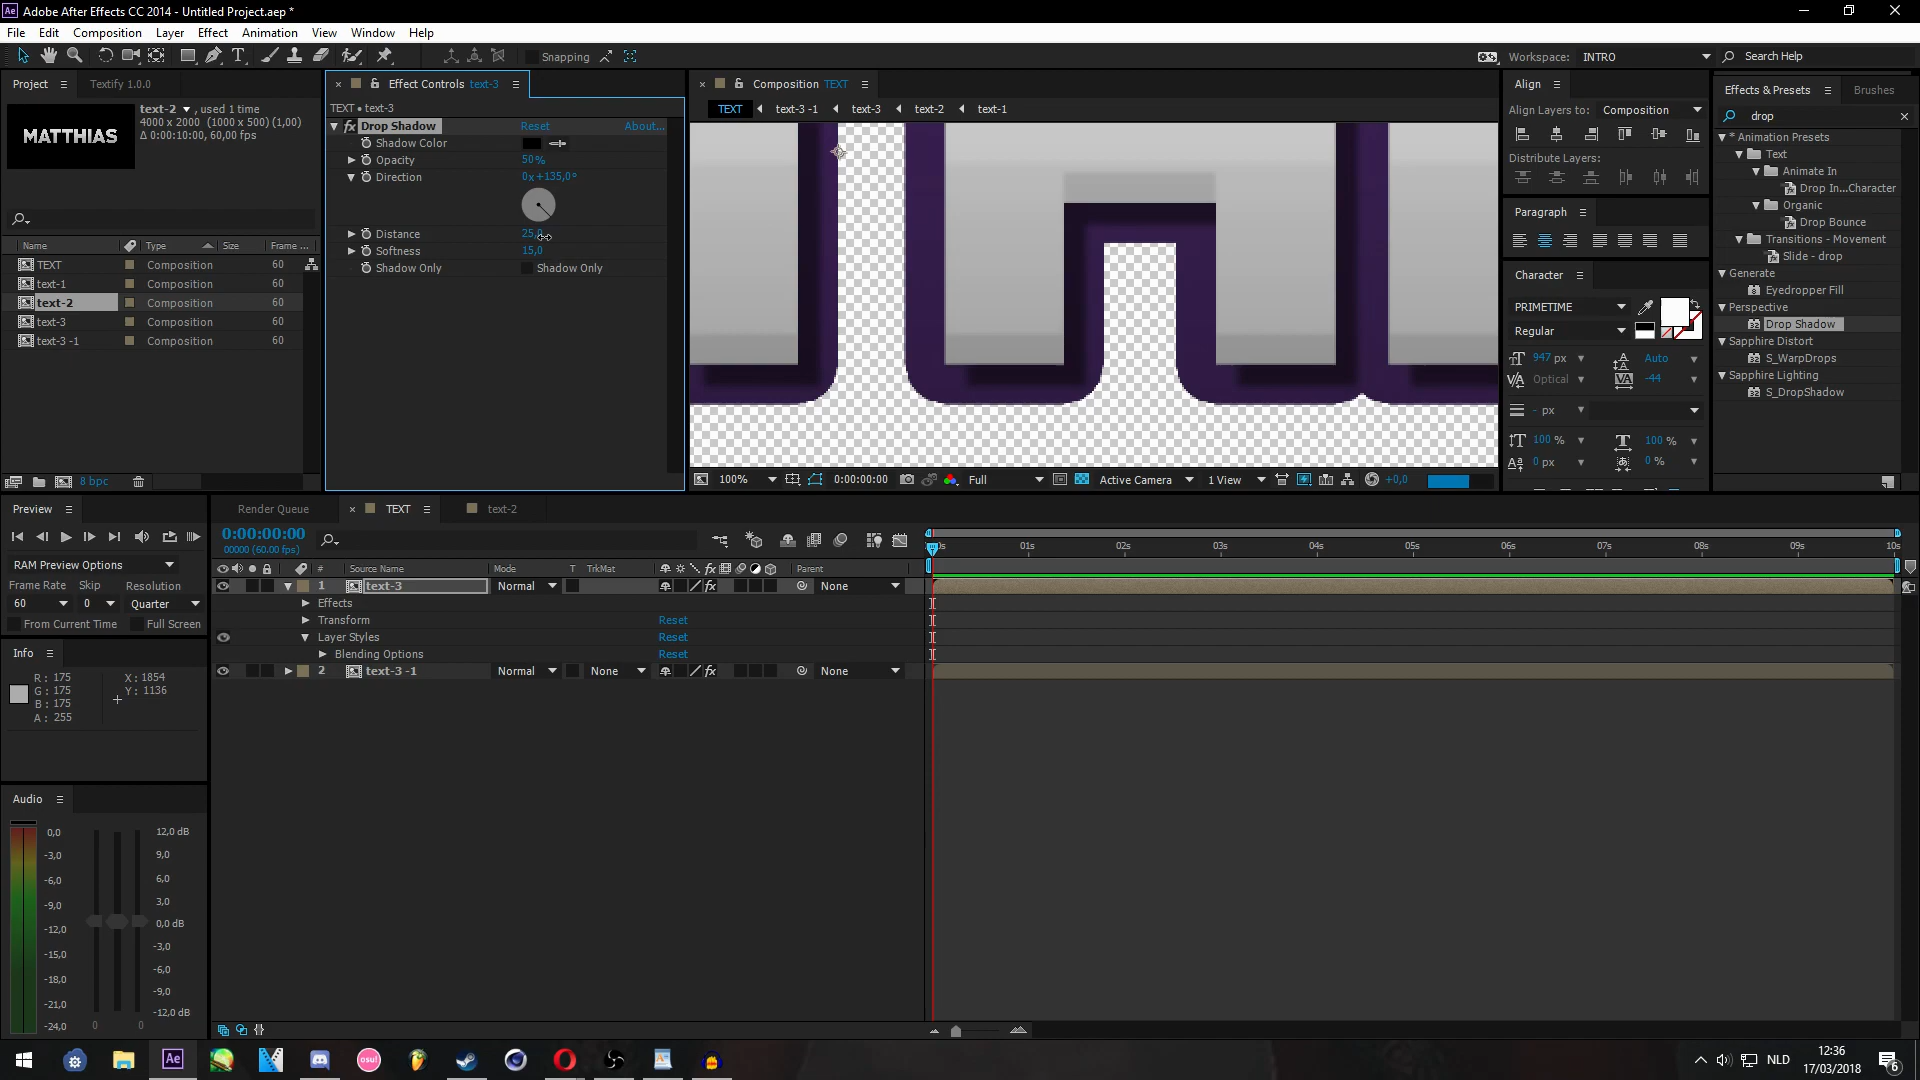 Adobe After Effects CC 2014 - Untitled Project.aep *
File Edit Composition Layer Effect Animation View Window Help
Snapping
Workspace: INTRO
Search Help
Project
Textify 1.0.0
text-2 , used 1 time
4000 x 2000 (1000 x 500) (1,00)
Δ 0:00:10:00, 60,00 fps
MATTHIAS
Name Type Size Frame ...
TEXT Composition 60
text-1 Composition 60
text-2 Composition 60
text-3 Composition 60
text-3 -1 Composition 60
8 bpc
Effect Controls text-3
TEXT • text-3
fx Drop Shadow Reset About...
Shadow Color
Opacity 50%
Direction 0x+135,0°
Distance 25,0
Softness 15,0
Shadow Only Shadow Only
Composition TEXT
TEXT text-3 -1 text-3 text-2 text-1
100% 0:00:00:00 Full Active Camera 1 View +0,0
Align
Align Layers to: Composition
Distribute Layers:
Paragraph
Character
PRIMETIME
Regular
947 px Auto
Optical -44
- px
100 % 100 %
0 px 0 %
Effects & Presets Brushes
drop
* Animation Presets
Text
Animate In
Drop In...Character
Organic
Drop Bounce
Transitions - Movement
Slide - drop
Generate
Eyedropper Fill
Perspective
Drop Shadow
Sapphire Distort
S_WarpDrops
Sapphire Lighting
S_DropShadow
Preview
RAM Preview Options
Frame Rate Skip Resolution
60 0 Quarter
From Current Time Full Screen
Info
R: 175
G: 175
B: 175
A: 255
X: 1854
Y: 1136
Audio
0,0
-3,0
-6,0
-9,0
-12,0
-15,0
-18,0
-21,0
-24,0
12,0 dB
9,0
6,0
3,0
0,0 dB
-3,0
-6,0
-9,0
-12,0 dB
0 0
Render Queue TEXT text-2
0:00:00:00
00000 (60.00 fps)
# Source Name Mode T TrkMat Parent
1 text-3 Normal None
Effects
Transform Reset
Layer Styles Reset
Blending Options Reset
2 text-3 -1 Normal None None
0s 01s 02s 03s 04s 05s 06s 07s 08s 09s 10s
Ae
osu!
NLD
12:36
17/03/2018
6